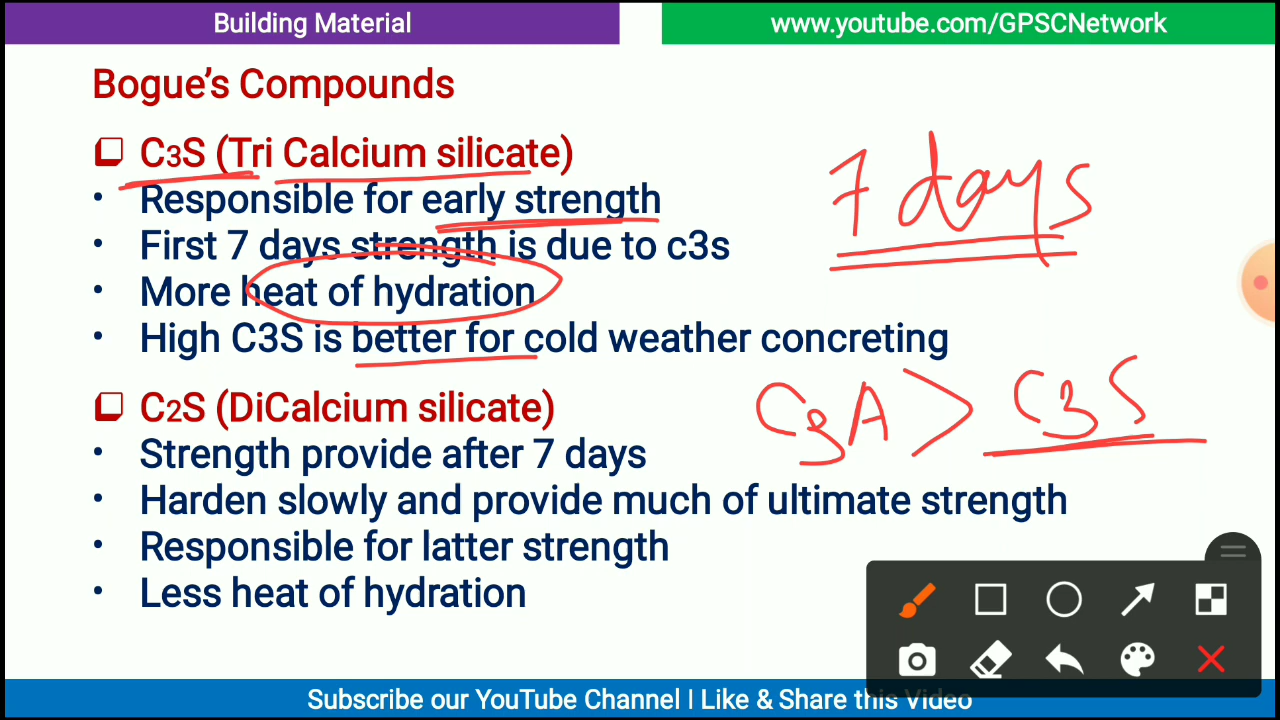 Building Material
www.youtube.com/GPSCNetwork
Bogue's Compounds
❑ C3S (Tri Calcium silicate)
• Responsible for early strength
• First 7 days strength is due to c3s
• More heat of hydration
• High C3S is better for cold weather concreting
7 days
C3A > C3S
❑ C2S (DiCalcium silicate)
• Strength provide after 7 days
• Harden slowly and provide much of ultimate strength
• Responsible for latter strength
• Less heat of hydration
Subscribe our YouTube Channel I Like & Share this Video